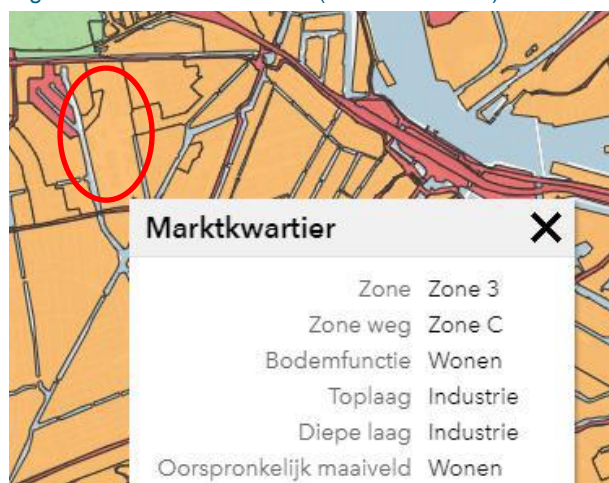 Marktkwartier
Zone Zone 3
Zone weg Zone C
Bodemfunctie Wonen
Toplaag Industrie
Diepe laag Industrie
Oorspronkelijk maaiveld Wonen